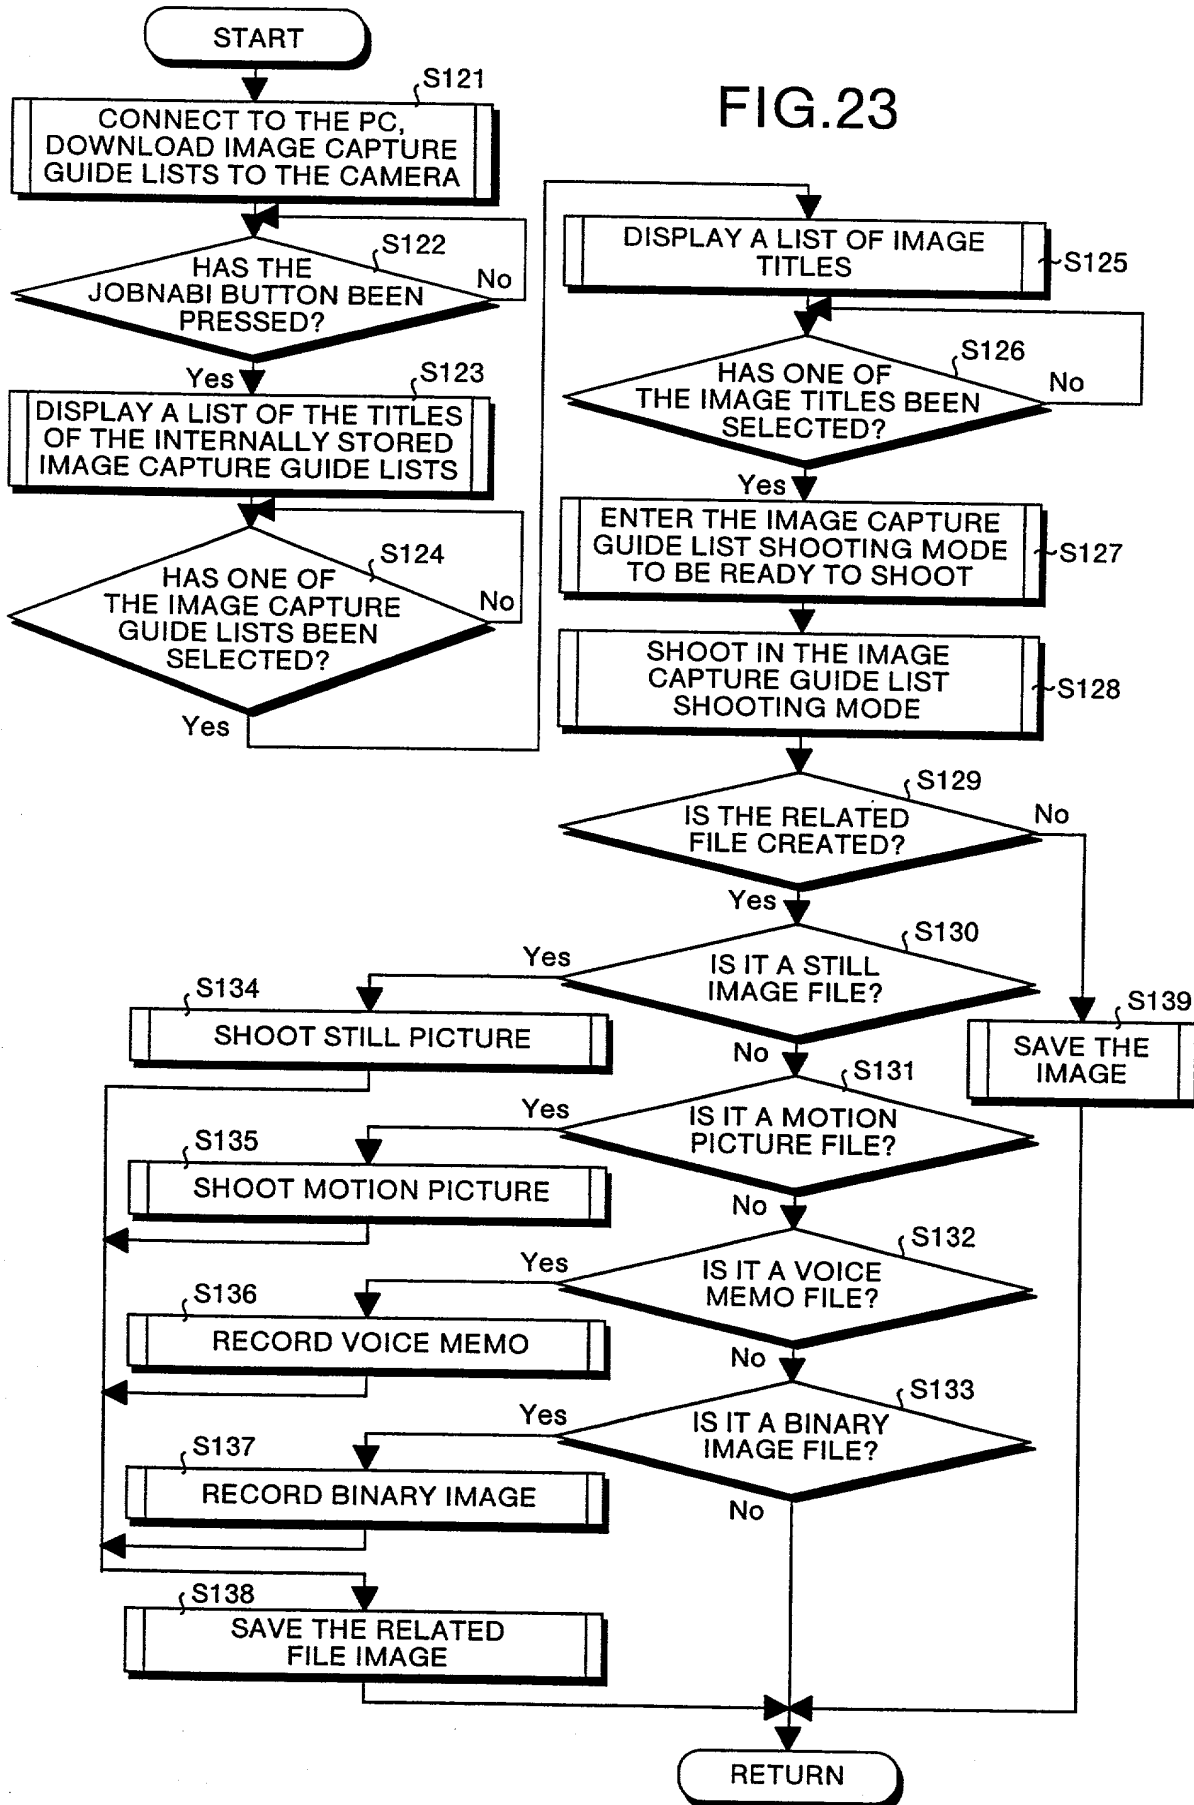 START
S121
CONNECT TO THE PC,
DOWNLOAD IMAGE CAPTURE
GUIDE LISTS TO THE CAMERA
S122
HAS THE
JOBNABI BUTTON BEEN
PRESSED?
No
Yes
S123
DISPLAY A LIST OF THE TITLES
OF THE INTERNALLY STORED
IMAGE CAPTURE GUIDE LISTS
S124
HAS ONE OF
THE IMAGE CAPTURE
GUIDE LISTS BEEN
SELECTED?
No
Yes
FIG.23
DISPLAY A LIST OF IMAGE
TITLES
S125
S126
HAS ONE OF
THE IMAGE TITLES BEEN
SELECTED?
No
Yes
ENTER THE IMAGE CAPTURE
GUIDE LIST SHOOTING MODE
TO BE READY TO SHOOT
S127
SHOOT IN THE IMAGE
CAPTURE GUIDE LIST
SHOOTING MODE
S128
S129
IS THE RELATED
FILE CREATED?
No
Yes
S130
IS IT A STILL
IMAGE FILE?
Yes
No
S134
SHOOT STILL PICTURE
S139
SAVE THE
IMAGE
S131
IS IT A MOTION
PICTURE FILE?
Yes
No
S135
SHOOT MOTION PICTURE
S132
IS IT A VOICE
MEMO FILE?
Yes
No
S136
RECORD VOICE MEMO
S133
IS IT A BINARY
IMAGE FILE?
Yes
No
S137
RECORD BINARY IMAGE
S138
SAVE THE RELATED
FILE IMAGE
RETURN